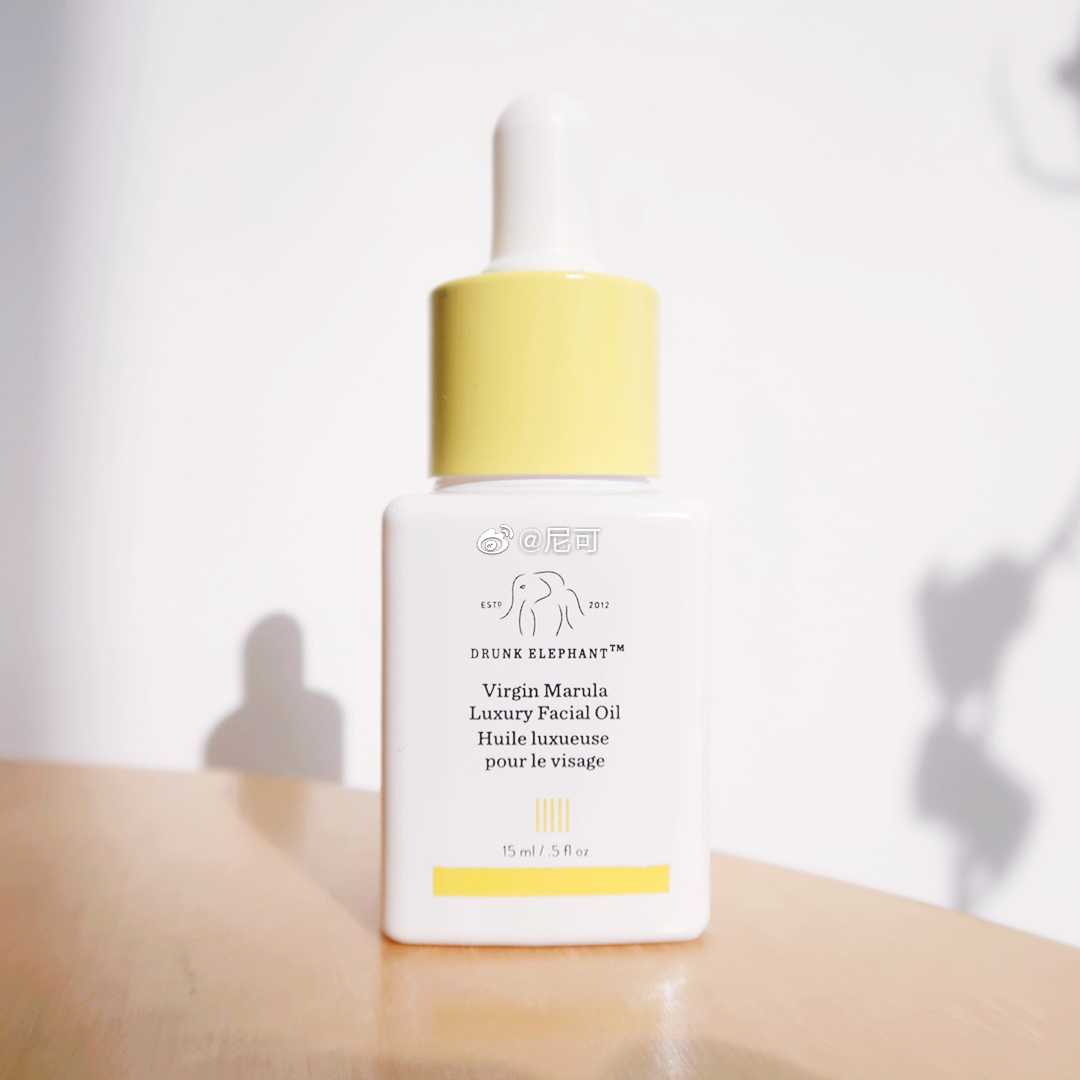 @尼可
ESTD 2012
DRUNK ELEPHANT™
Virgin Marula
Luxury Facial Oil
Huile luxueuse
pour le visage
15 ml / .5 fl oz